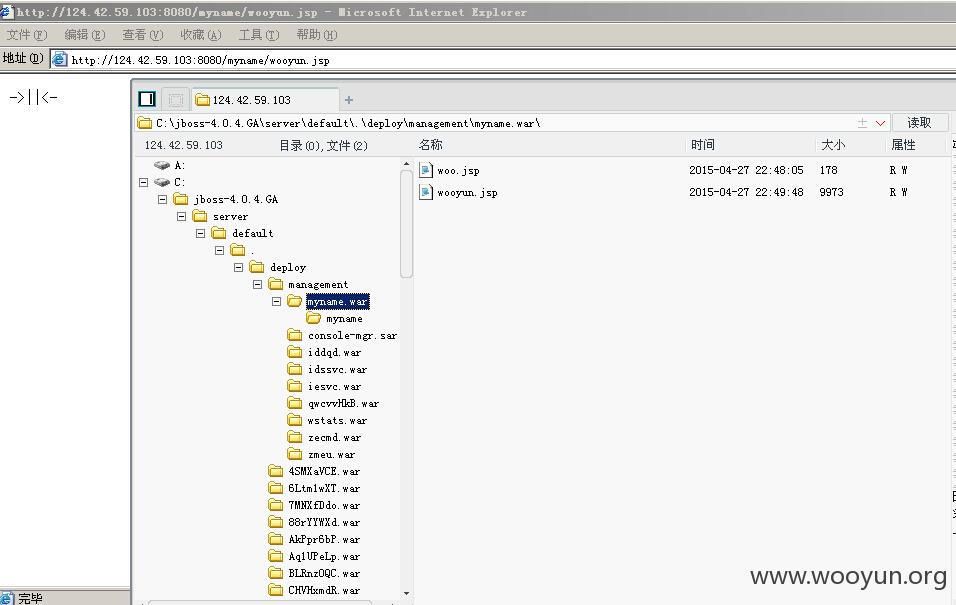 http://124.42.59.103:8080/myname/wooyun.jsp - Microsoft Internet Explorer
文件(F) 编辑(E) 查看(V) 收藏(A) 工具(T) 帮助(H)
地址(D) http://124.42.59.103:8080/myname/wooyun.jsp
->||<-
124.42.59.103 +
C:\jboss-4.0.4.GA\server\default\.\deploy\management\myname.war\ 读取
124.42.59.103 目录(0),文件(2) 名称 时间 大小 属性
A:
woo.jsp 2015-04-27 22:48:05 178 R W
C:
wooyun.jsp 2015-04-27 22:49:48 9973 R W
jboss-4.0.4.GA
server
default
.
deploy
management
myname.war
myname
console-mgr.sar
iddqd.war
idssvc.war
iesvc.war
qwcvvHkB.war
wstats.war
zecmd.war
zmeu.war
4SMXaVCE.war
6Ltm1wXT.war
7MNXfDdo.war
88rYYWXd.war
AkPpr6bP.war
Aq1UPeLp.war
BLRnzOQC.war
CHVHxmdR.war
www.wooyun.org
完毕